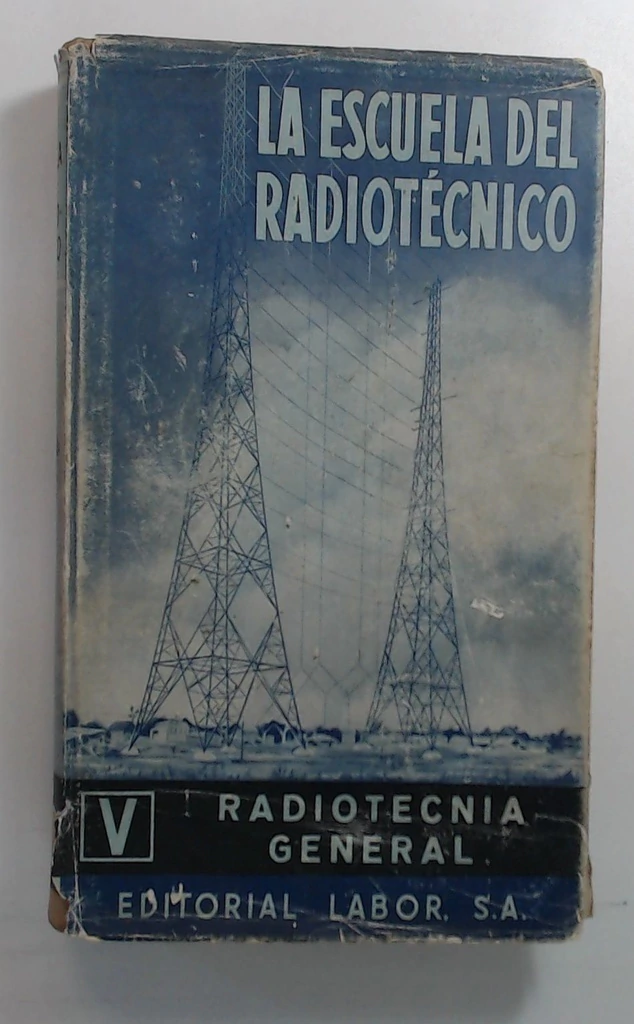 LA ESCUELA DEL
RADIOTÉCNICO
V
RADIOTECNIA
GENERAL
EDITORIAL LABOR, S.A.